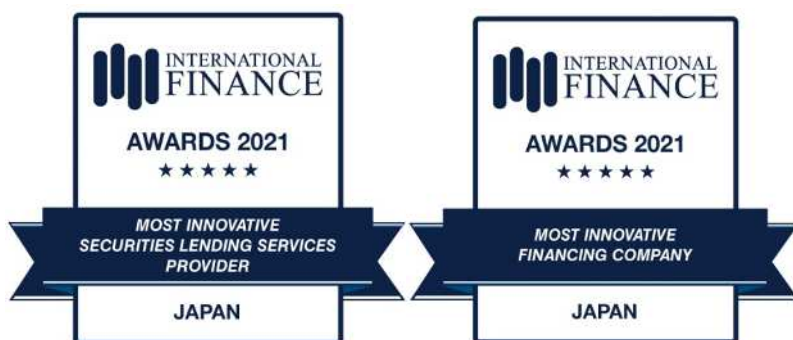 INTERNATIONAL
FINANCE
AWARDS 2021
MOST INNOVATIVE
SECURITIES LENDING SERVICES
PROVIDER
JAPAN
INTERNATIONAL
FINANCE
AWARDS 2021
MOST INNOVATIVE
FINANCING COMPANY
JAPAN